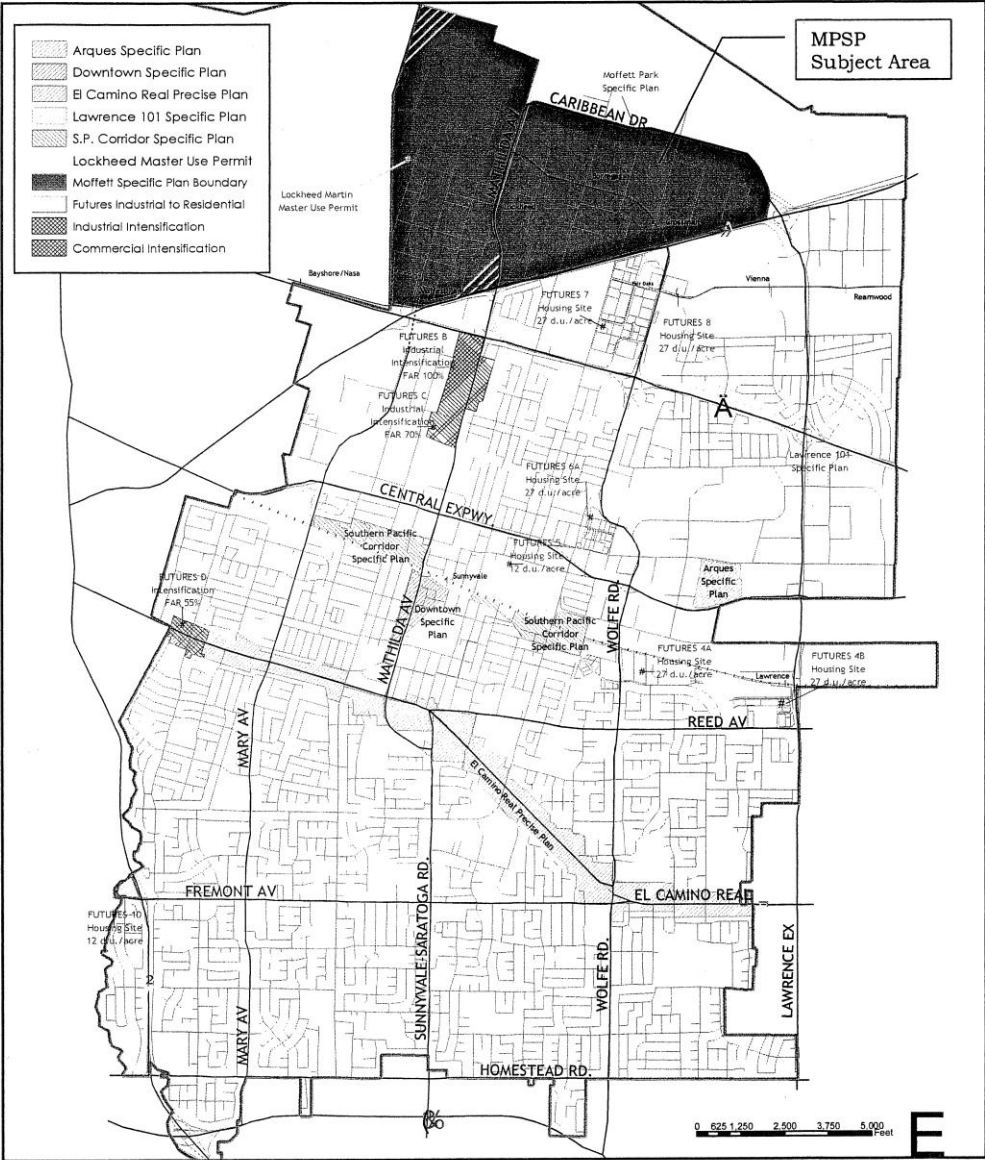 Arques Specific Plan
Downtown Specific Plan
El Camino Real Precise Plan
Lawrence 101 Specific Plan
S.P. Corridor Specific Plan
Lockheed Master Use Permit
Moffett Specific Plan Boundary
Futures Industrial to Residential
Industrial Intensification
Commercial Intensification
MPSP
Subject Area
Moffett Park
Specific Plan
CARIBBEAN DR
MATHILDA AV
Lockheed Martin
Master Use Permit
Bayshore/Nasa
Vienna
Fair Oaks
Reamwood
FUTURES 7
Housing Site
27 d.u./acre
FUTURES 8
Housing Site
27 d.u./acre
FUTURES B
Industrial
Intensification
FAR 100%
FUTURES C
Industrial
Intensification
FAR 70%
Ä
Lawrence 101
Specific Plan
FUTURES 6A
Housing Site
27 d.u./acre
CENTRAL EXPWY.
Southern Pacific
Corridor
Specific Plan
FUTURES 5
Housing Site
12 d.u./acre
Sunnyvale
Arques
Specific
Plan
FUTURES D
Intensification
FAR 55%
Downtown
Specific
Plan
MATHILDA AV
Southern Pacific
Corridor
Specific Plan
WOLFE RD.
FUTURES 4A
Housing Site
27 d.u./acre
Lawrence
FUTURES 4B
Housing Site
27 d.u./acre
REED AV
MARY AV
El Camino Real Precise Plan
FREMONT AV
EL CAMINO REAL
FUTURES 10
Housing Site
12 d.u./acre
2
SUNNYVALE-SARATOGA RD.
WOLFE RD.
LAWRENCE EX
MARY AV
HOMESTEAD RD.
0 625 1,250 2,500 3,750 5,000
Feet
E